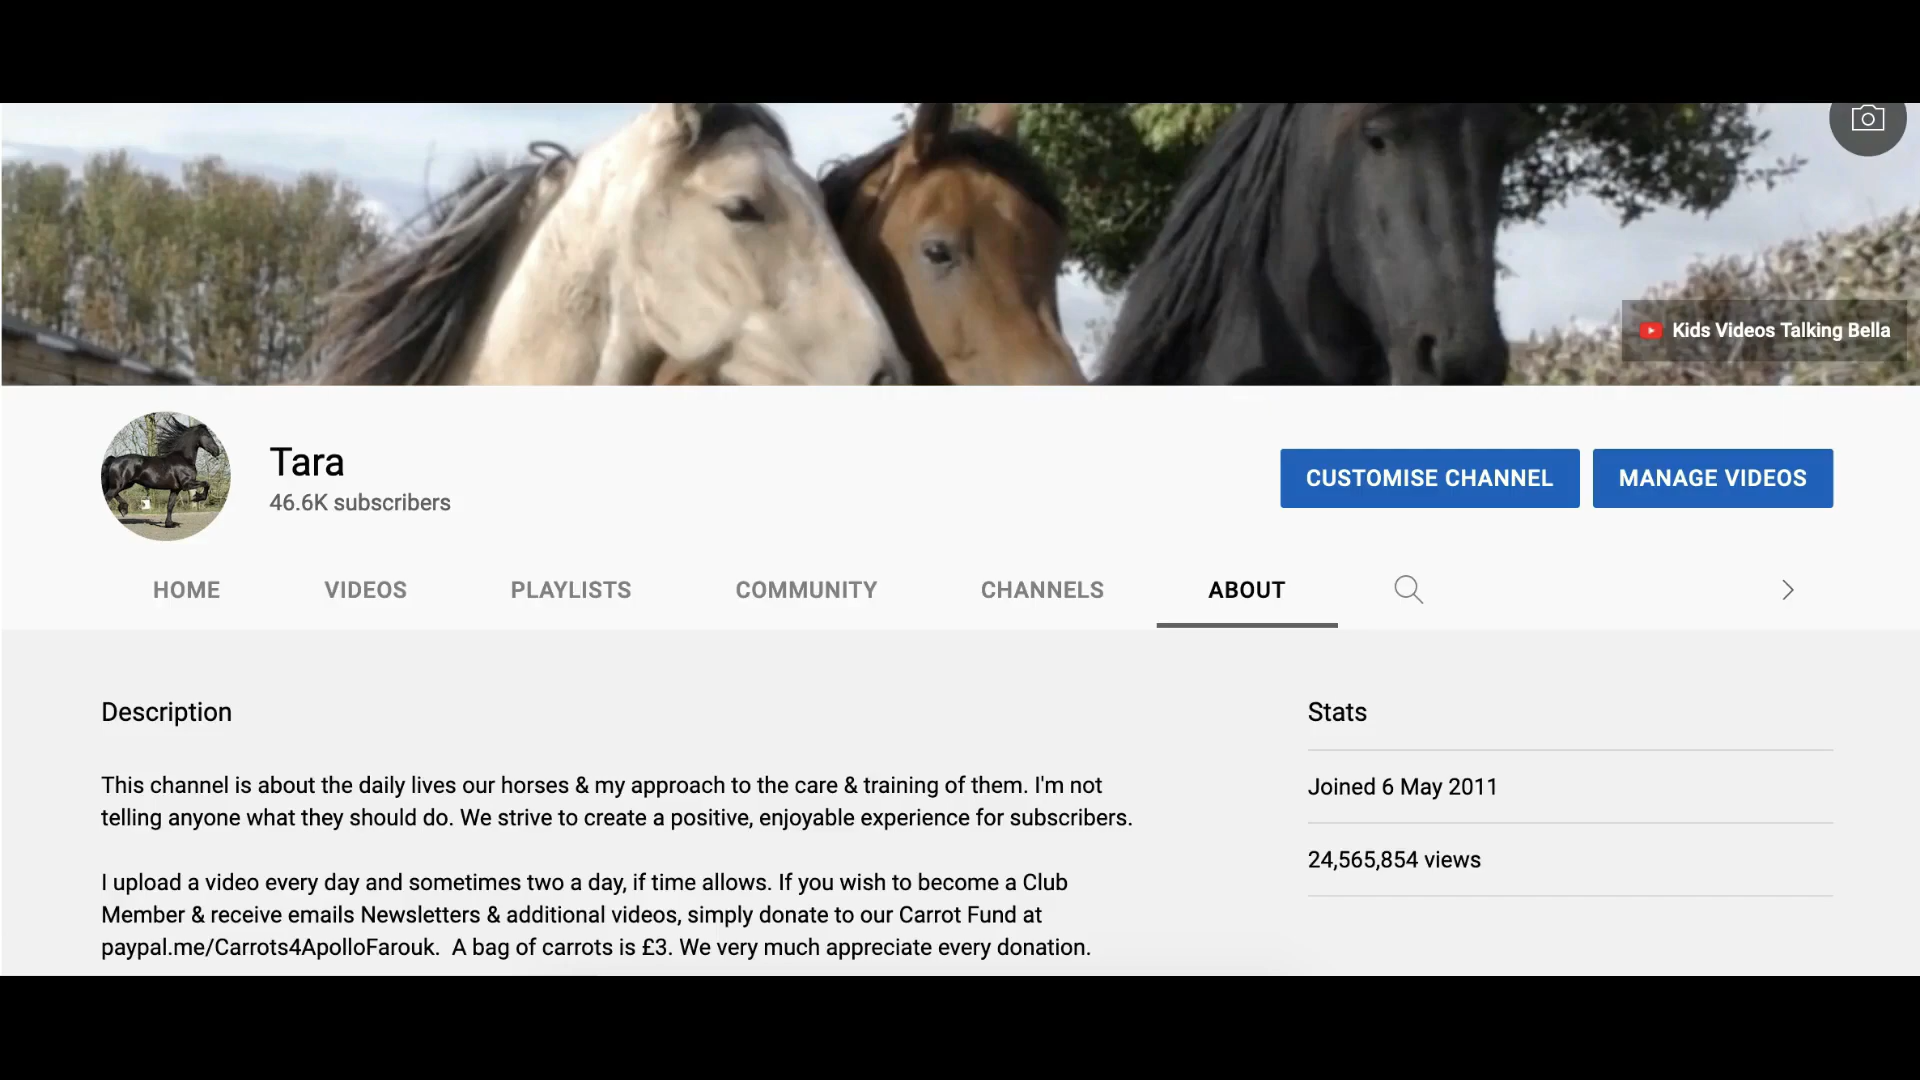 Kids Videos Talking Bella
Tara
46.6K subscribers
CUSTOMISE CHANNEL
MANAGE VIDEOS
HOME
VIDEOS
PLAYLISTS
COMMUNITY
CHANNELS
ABOUT
Description
This channel is about the daily lives our horses & my approach to the care & training of them. I'm not
telling anyone what they should do. We strive to create a positive, enjoyable experience for subscribers.
I upload a video every day and sometimes two a day, if time allows. If you wish to become a Club
Member & receive emails Newsletters & additional videos, simply donate to our Carrot Fund at
paypal.me/Carrots4ApolloFarouk.  A bag of carrots is £3. We very much appreciate every donation.
Stats
Joined 6 May 2011
24,565,854 views